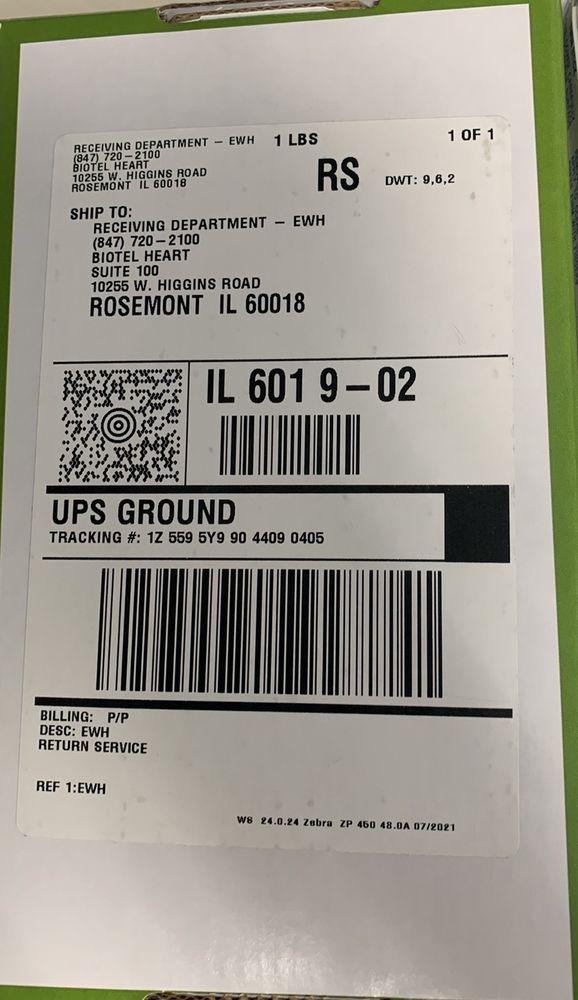 RECEIVING DEPARTMENT – EWH 1 LBS 1 OF 1
(847) 720–2100
BIOTEL HEART
10255 W. HIGGINS ROAD
ROSEMONT IL 60018
RS DWT: 9,6,2
SHIP TO:
RECEIVING DEPARTMENT – EWH
(847) 720–2100
BIOTEL HEART
SUITE 100
10255 W. HIGGINS ROAD
ROSEMONT IL 60018
IL 601 9–02
UPS GROUND
TRACKING #: 1Z 559 5Y9 90 4409 0405
BILLING: P/P
DESC: EWH
RETURN SERVICE
REF 1:EWH
WS 24.0.24 Zebra ZP 450 48.0A 07/2021